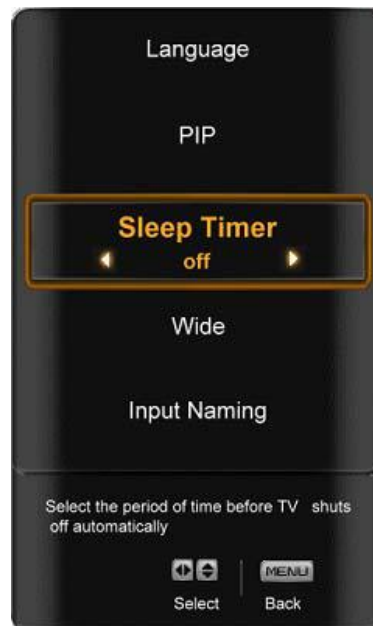 Language
PIP
Sleep Timer
off
Wide
Input Naming
Select the period of time before TV shuts
off automatically
MENU
Select Back